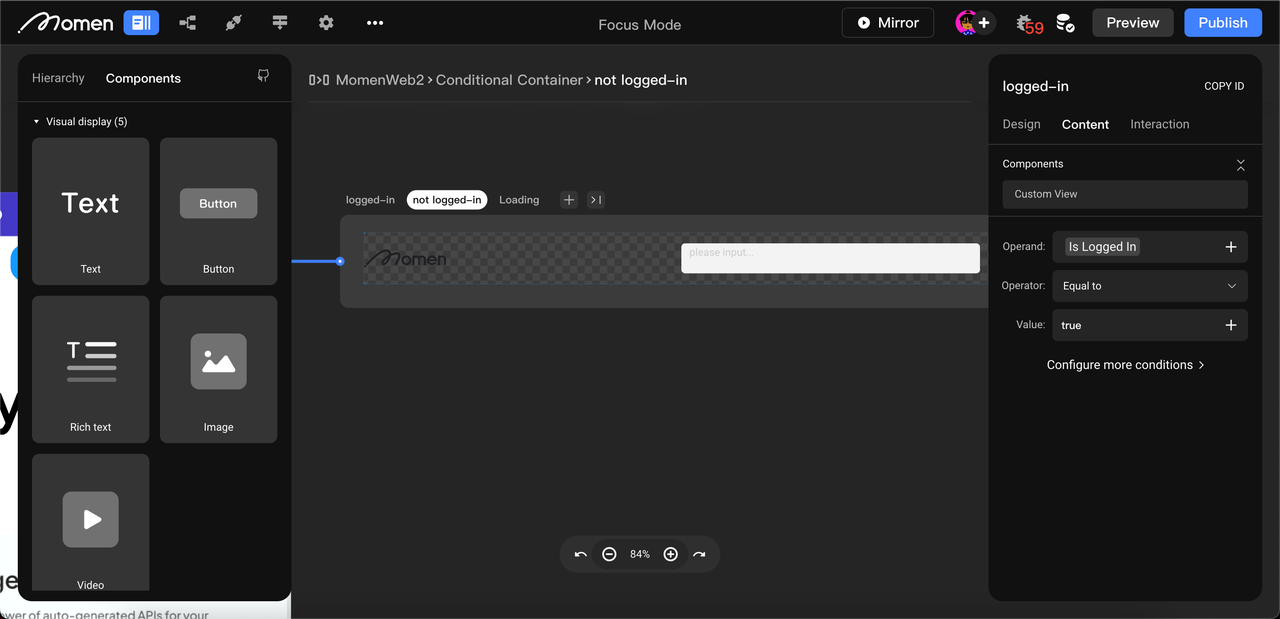 Momen
Focus Mode
Mirror
59
Preview
Publish
Hierarchy
Components
MomenWeb2 > Conditional Container > not logged-in
logged-in
COPY ID
Design
Content
Interaction
Visual display (5)
Text
Text
Button
Button
T
Rich text
Image
Video
logged-in
not logged-in
Loading
Momen
please input...
Components
Custom View
Operand:
Is Logged In
Operator:
Equal to
Value:
true
Configure more conditions >
84%
y
ge
wer of auto-generated APIs for your